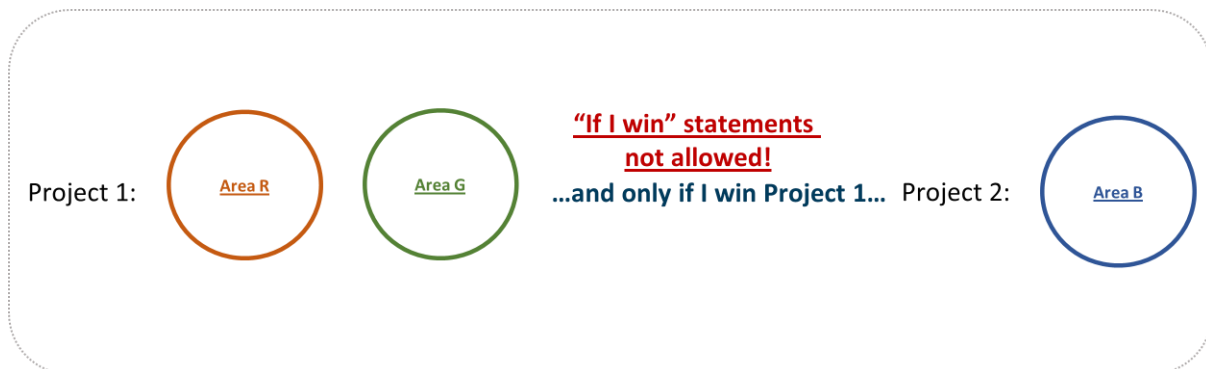 “If I win” statements
not allowed!
Project 1: Area R Area G …and only if I win Project 1… Project 2: Area B